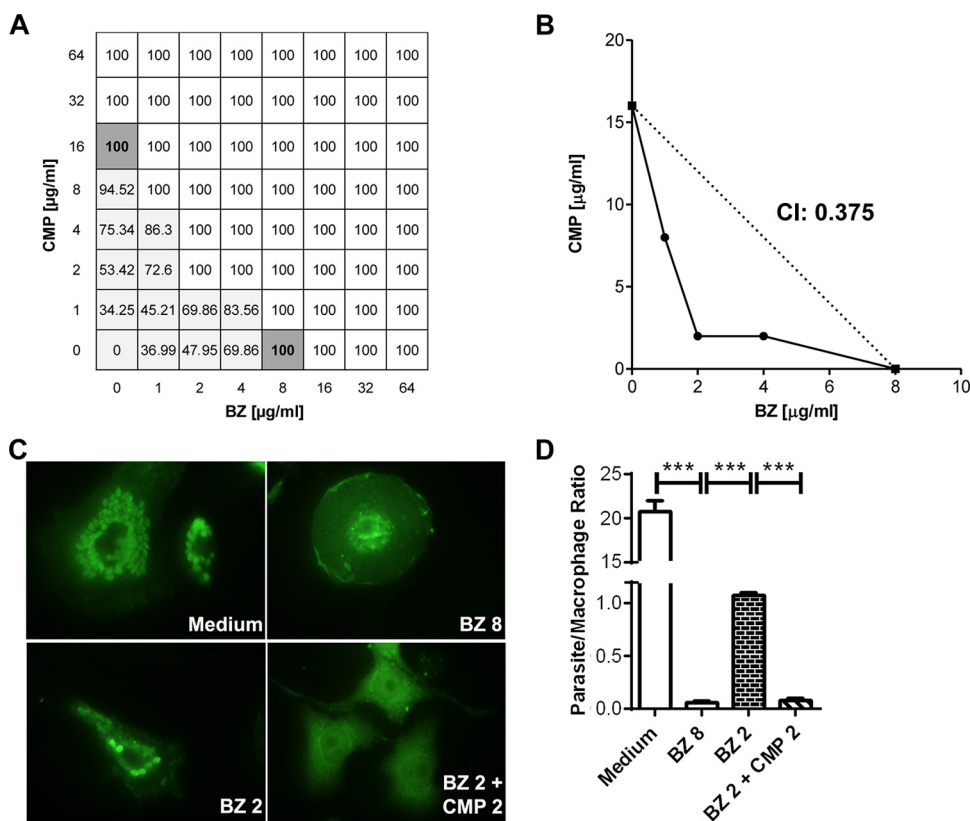 A
CMP [µg/ml]
64 100 100 100 100 100 100 100 100
32 100 100 100 100 100 100 100 100
16 100 100 100 100 100 100 100 100
8 94.52 100 100 100 100 100 100 100
4 75.34 86.3 100 100 100 100 100 100
2 53.42 72.6 100 100 100 100 100 100
1 34.25 45.21 69.86 83.56 100 100 100 100
0 0 36.99 47.95 69.86 100 100 100 100
0 1 2 4 8 16 32 64
BZ [µg/ml]
B
CMP [µg/ml]
20
15
10
5
0
CI: 0.375
0 2 4 6 8 10
BZ [µg/ml]
C
Medium
BZ 8
BZ 2
BZ 2 +
CMP 2
D
Parasite/Macrophage Ratio
*** *** ***
25
20
15
1.0
0.5
0.0
Medium
BZ 8
BZ 2
BZ 2 + CMP 2